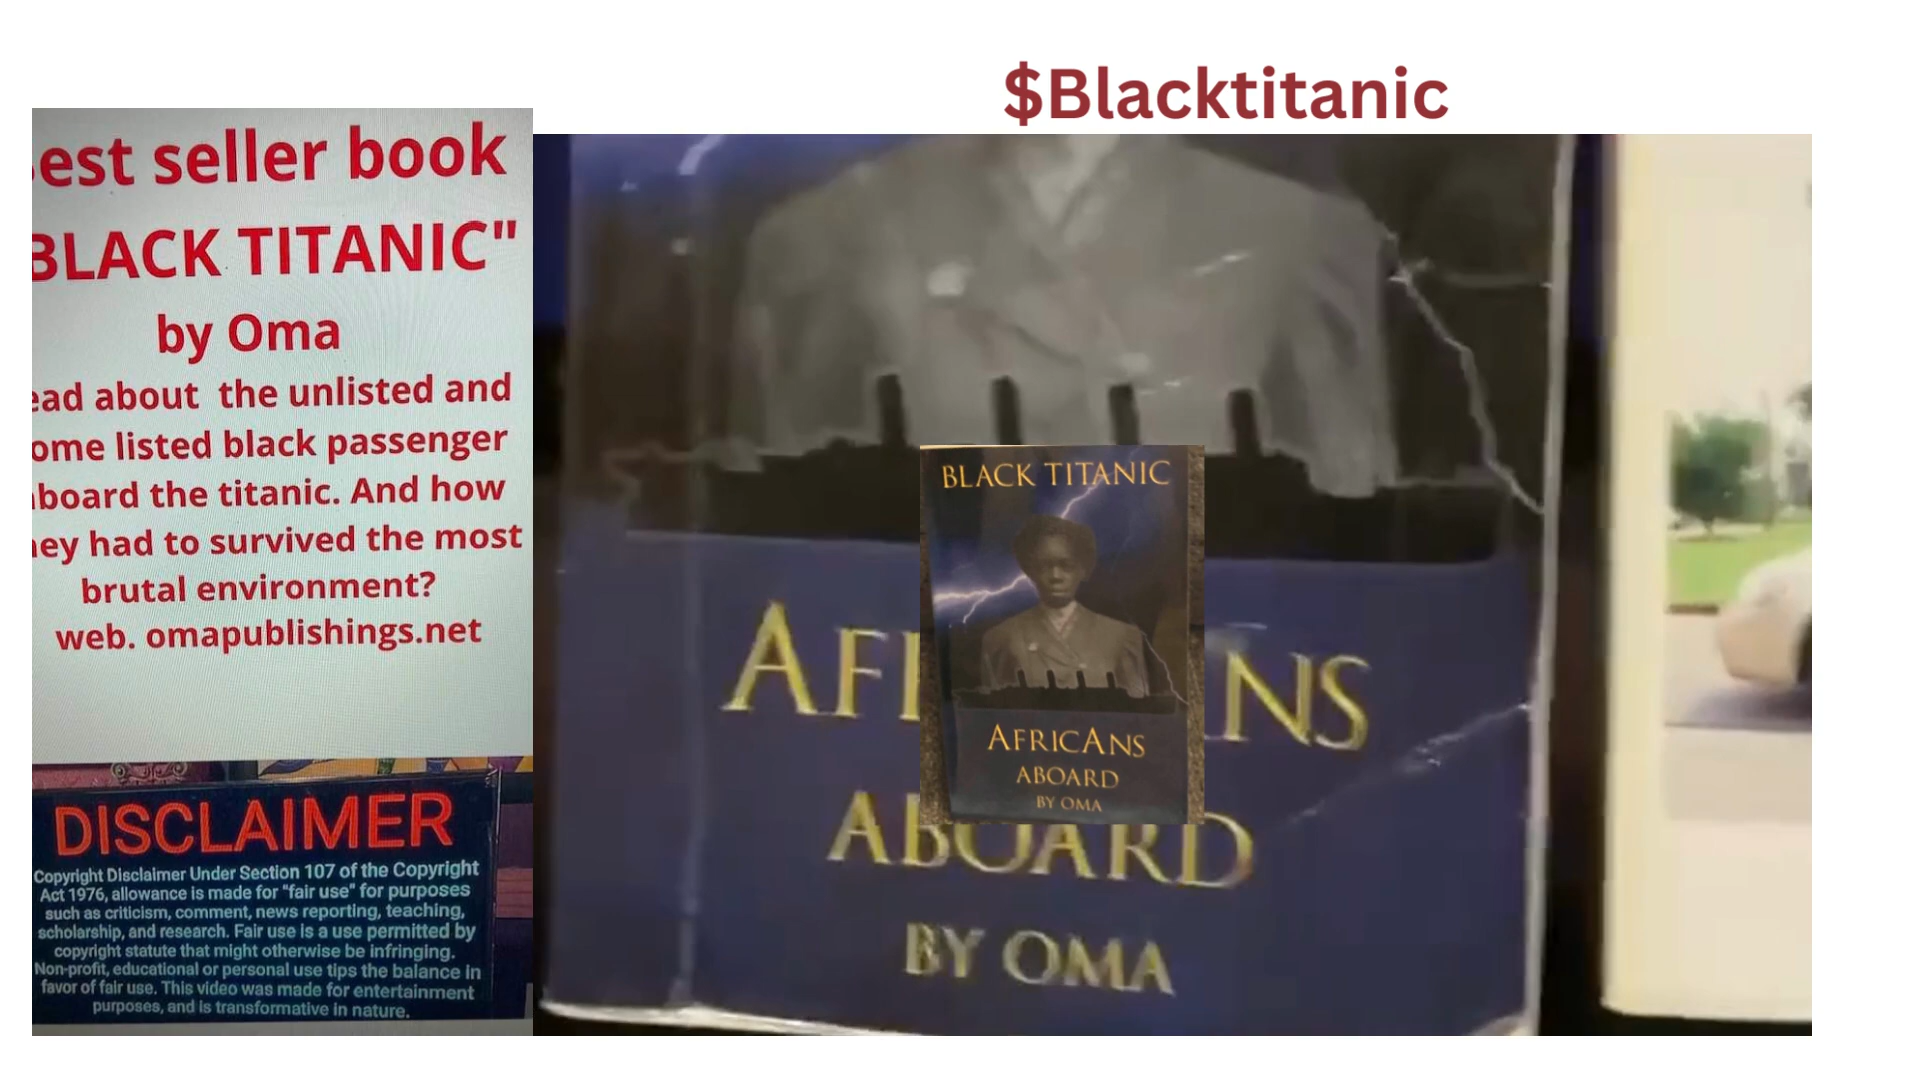 $Blacktitanic
est seller book
BLACK TITANIC"
by Oma
ead about the unlisted and
ome listed black passenger
board the titanic. And how
ey had to survived the most
brutal environment?
web. omapublishings.net
DISCLAIMER
Copyright Disclaimer Under Section 107 of the Copyright
Act 1976, allowance is made for "fair use" for purposes
such as criticism, comment, news reporting, teaching,
scholarship, and research. Fair use is a use permitted by
copyright statute that might otherwise be infringing.
Non-profit, educational or personal use tips the balance in
favor of fair use. This video was made for entertainment
purposes, and is transformative in nature.
BLACK TITANIC
AFRICANS
ABOARD
BY OMA
AF NS
ABOARD
BY OMA